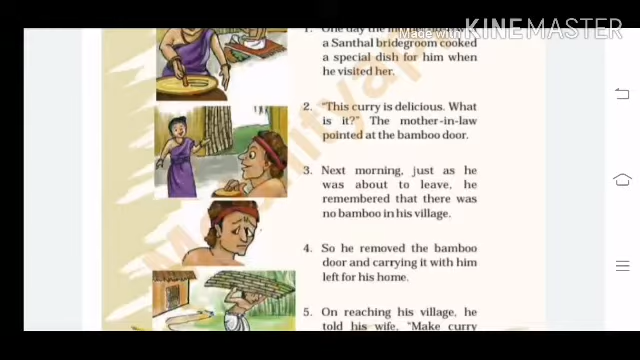 Made with KINEMASTER
1. One day the
a Santhal bridegroom cooked
a special dish for him when
he visited her.
2. "This curry is delicious. What
is it?" The mother-in-law
pointed at the bamboo door.
3. Next morning, just as he
was about to leave, he
remembered that there was
no bamboo in his village.
4. So he removed the bamboo
door and carrying it with him
left for his home.
5. On reaching his village, he
told his wife, "Make curry